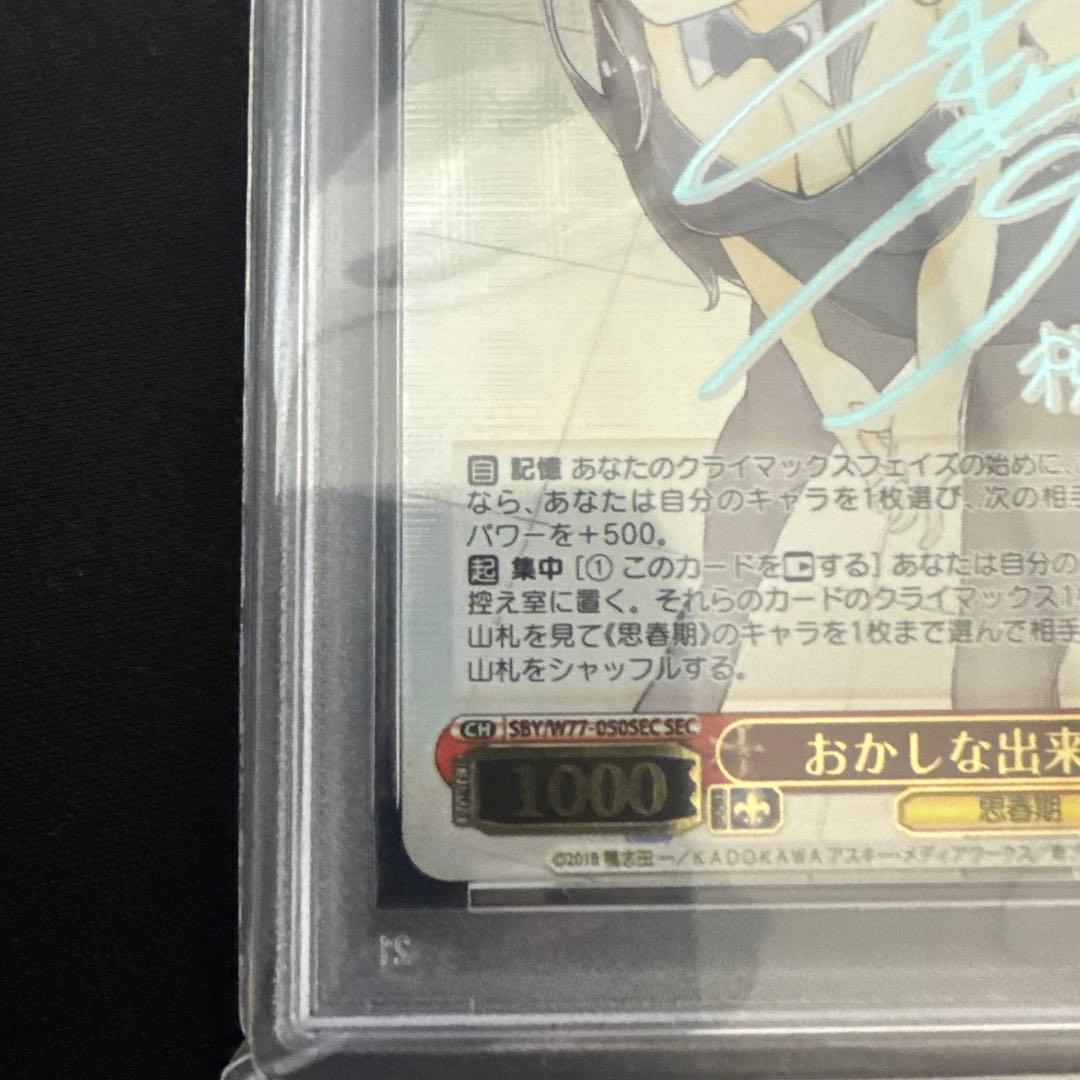 桜
自 記憶 あなたのクライマックスフェイズの始めに、
なら、あなたは自分のキャラを1枚選び、次の相手
パワーを+500。
起 集中 [① このカードをする] あなたは自分の
控え室に置く。それらのカードのクライマックス1
山札を見て《思春期》のキャラを1枚まで選んで相手
山札をシャッフルする。
CH SBY/W77-050SEC SEC
おかしな出来
1000
思春期
©2018 鴨志田 一／KADOKAWA アスキー・メディアワークス／青
21